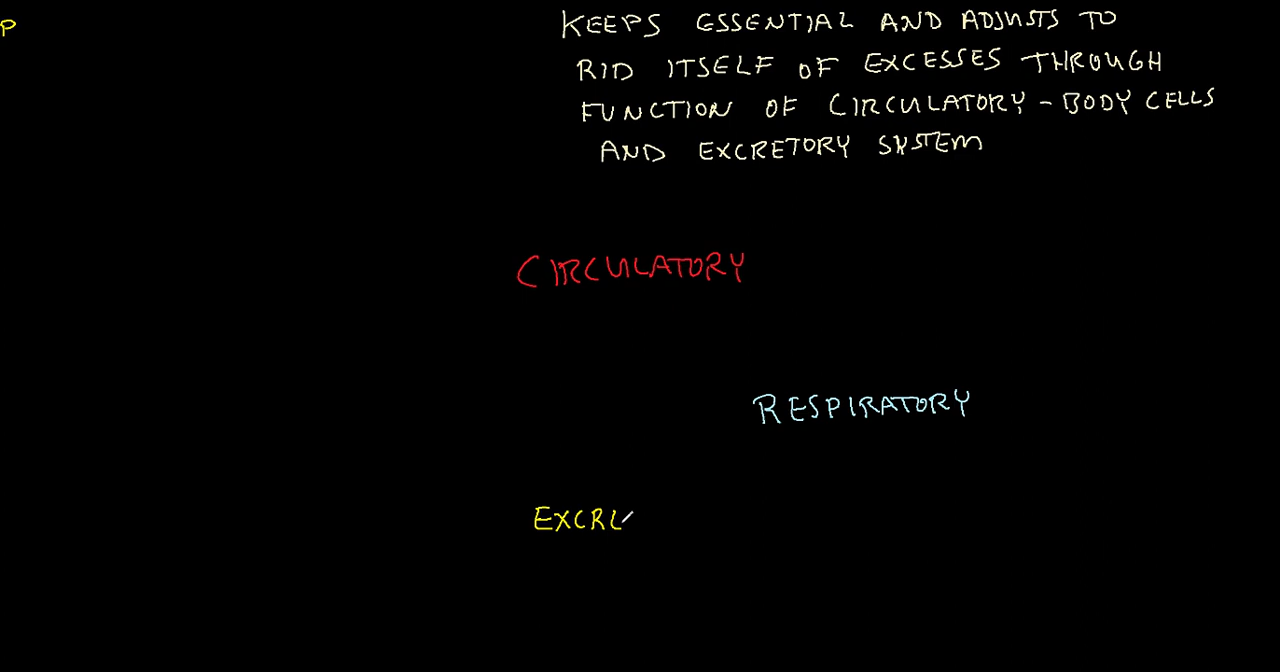 P
KEEPS ESSENTIAL AND ADJUSTS TO
RID ITSELF OF EXCESSES THROUGH
FUNCTION OF CIRCULATORY - BODY CELLS
AND EXCRETORY SYSTEM
CIRCULATORY
RESPIRATORY
EXCRE